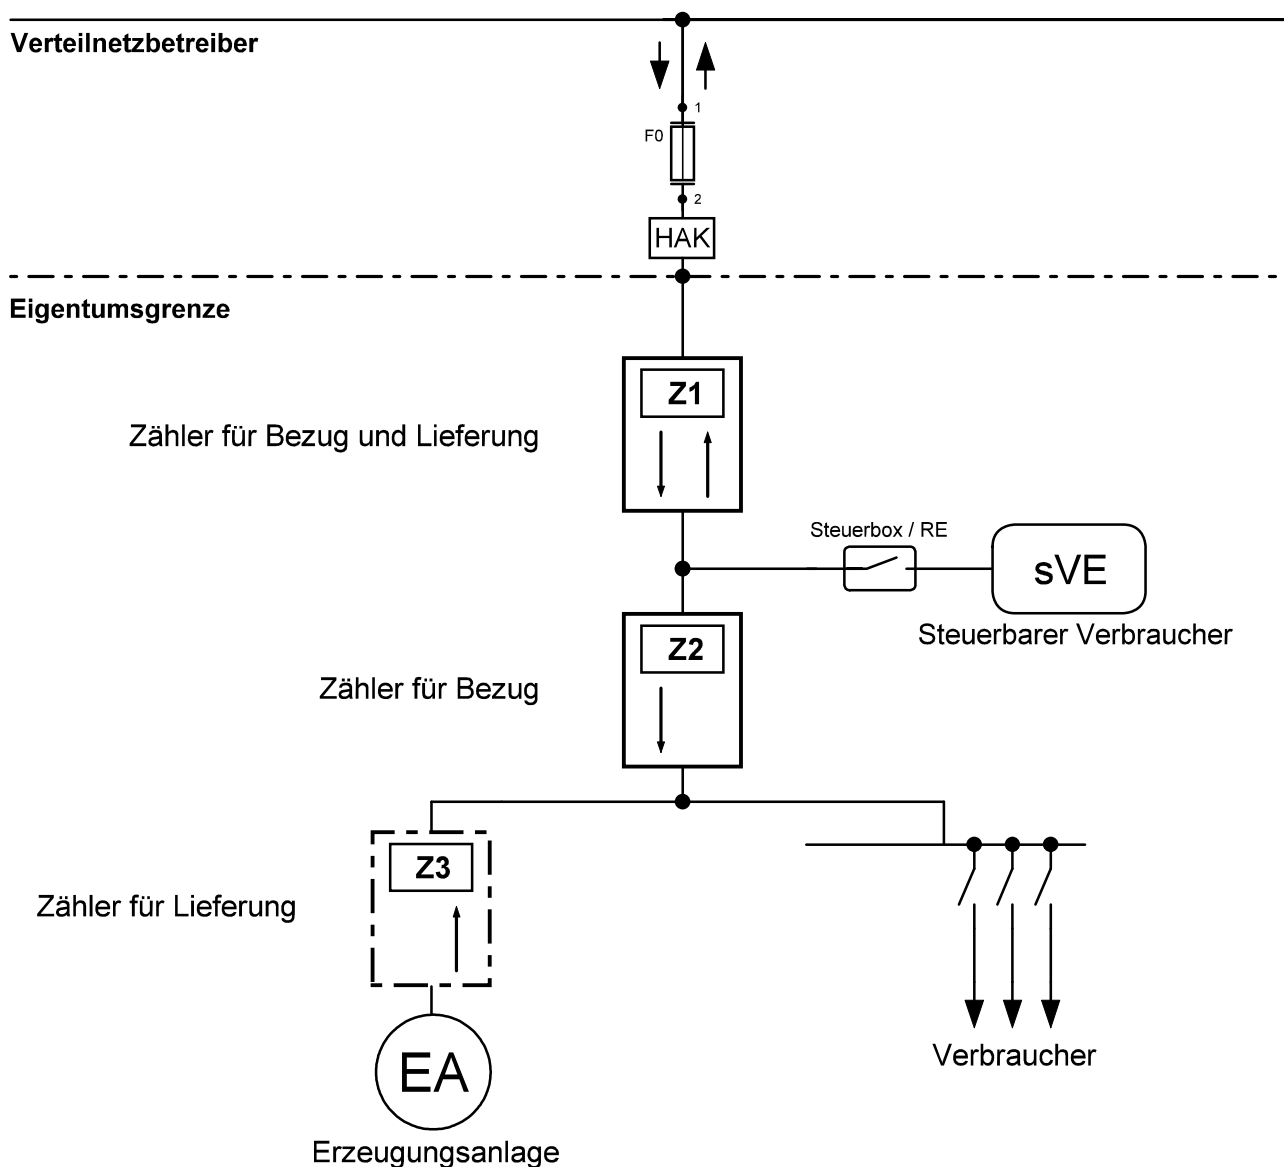 Verteilnetzbetreiber
1
F0
2
HAK
Eigentumsgrenze
Z1
Zähler für Bezug und Lieferung
Steuerbox / RE
sVE
Steuerbarer Verbraucher
Z2
Zähler für Bezug
Z3
Zähler für Lieferung
EA
Verbraucher
Erzeugungsanlage